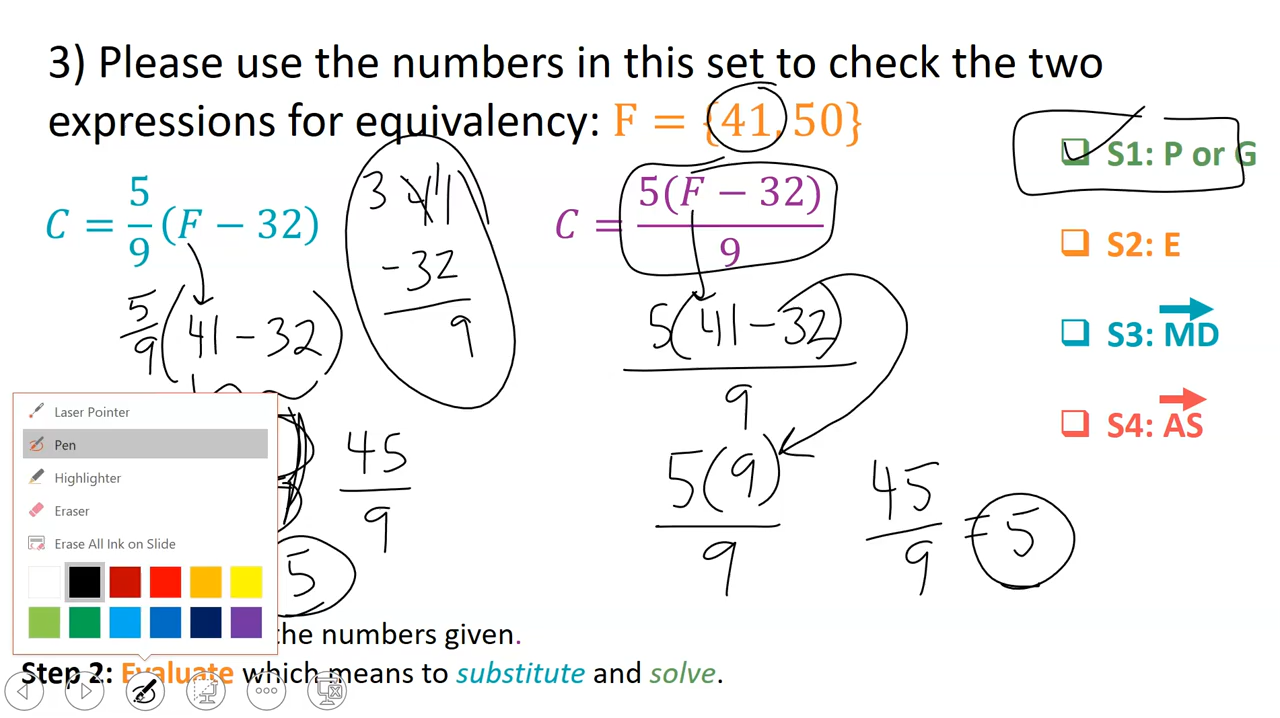 3) Please use the numbers in this set to check the two
expressions for equivalency: F = {41, 50}
S1: P or G
S2: E
S3: MD
S4: AS
C = 5/9 (F − 32)
5/9 (41 − 32)
3 11
41
−32
9
45/9
5
C = 5(F − 32)/9
5(41 − 32)/9
5(9)/9
45/9 = 5
Laser Pointer
Pen
Highlighter
Eraser
Erase All Ink on Slide
the numbers given.
Step 2: Evaluate which means to substitute and solve.